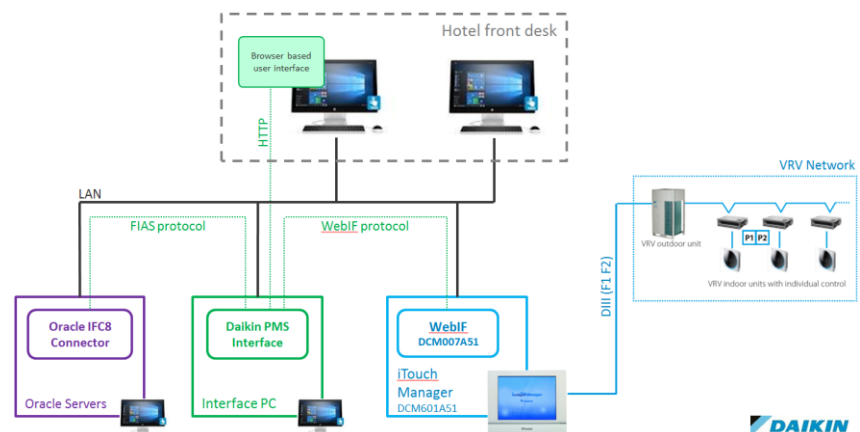 Hotel front desk
Browser based
user interface
HTTP
VRV Network
LAN
FIAS protocol
WebIF protocol
VRV outdoor unit
P1 P2
VRV indoor units with individual control
DIII (F1 F2)
Oracle IFC8
Connector
Daikin PMS
Interface
WebIF
DCM007A51
Oracle Servers
Interface PC
iTouch
Manager
DCM601A51
DAIKIN